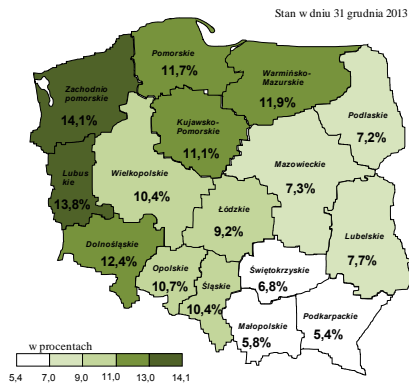 Stan w dniu 31 grudnia 2013
Pomorskie
11,7%
Warmińsko-
Mazurskie
11,9%
Zachodnio
pomorskie
14,1%
Podlaskie
7,2%
Kujawsko-
Pomorskie
11,1%
Mazowieckie
7,3%
Lubus
kie
13,8%
Wielkopolskie
10,4%
Łódzkie
9,2%
Lubelskie
7,7%
Dolnośląskie
12,4%
Opolskie
10,7%
Śląskie
10,4%
Świętokrzyskie
6,8%
Podkarpackie
5,4%
Małopolskie
5,8%
w procentach
5,4 7,0 9,0 11,0 13,0 14,1